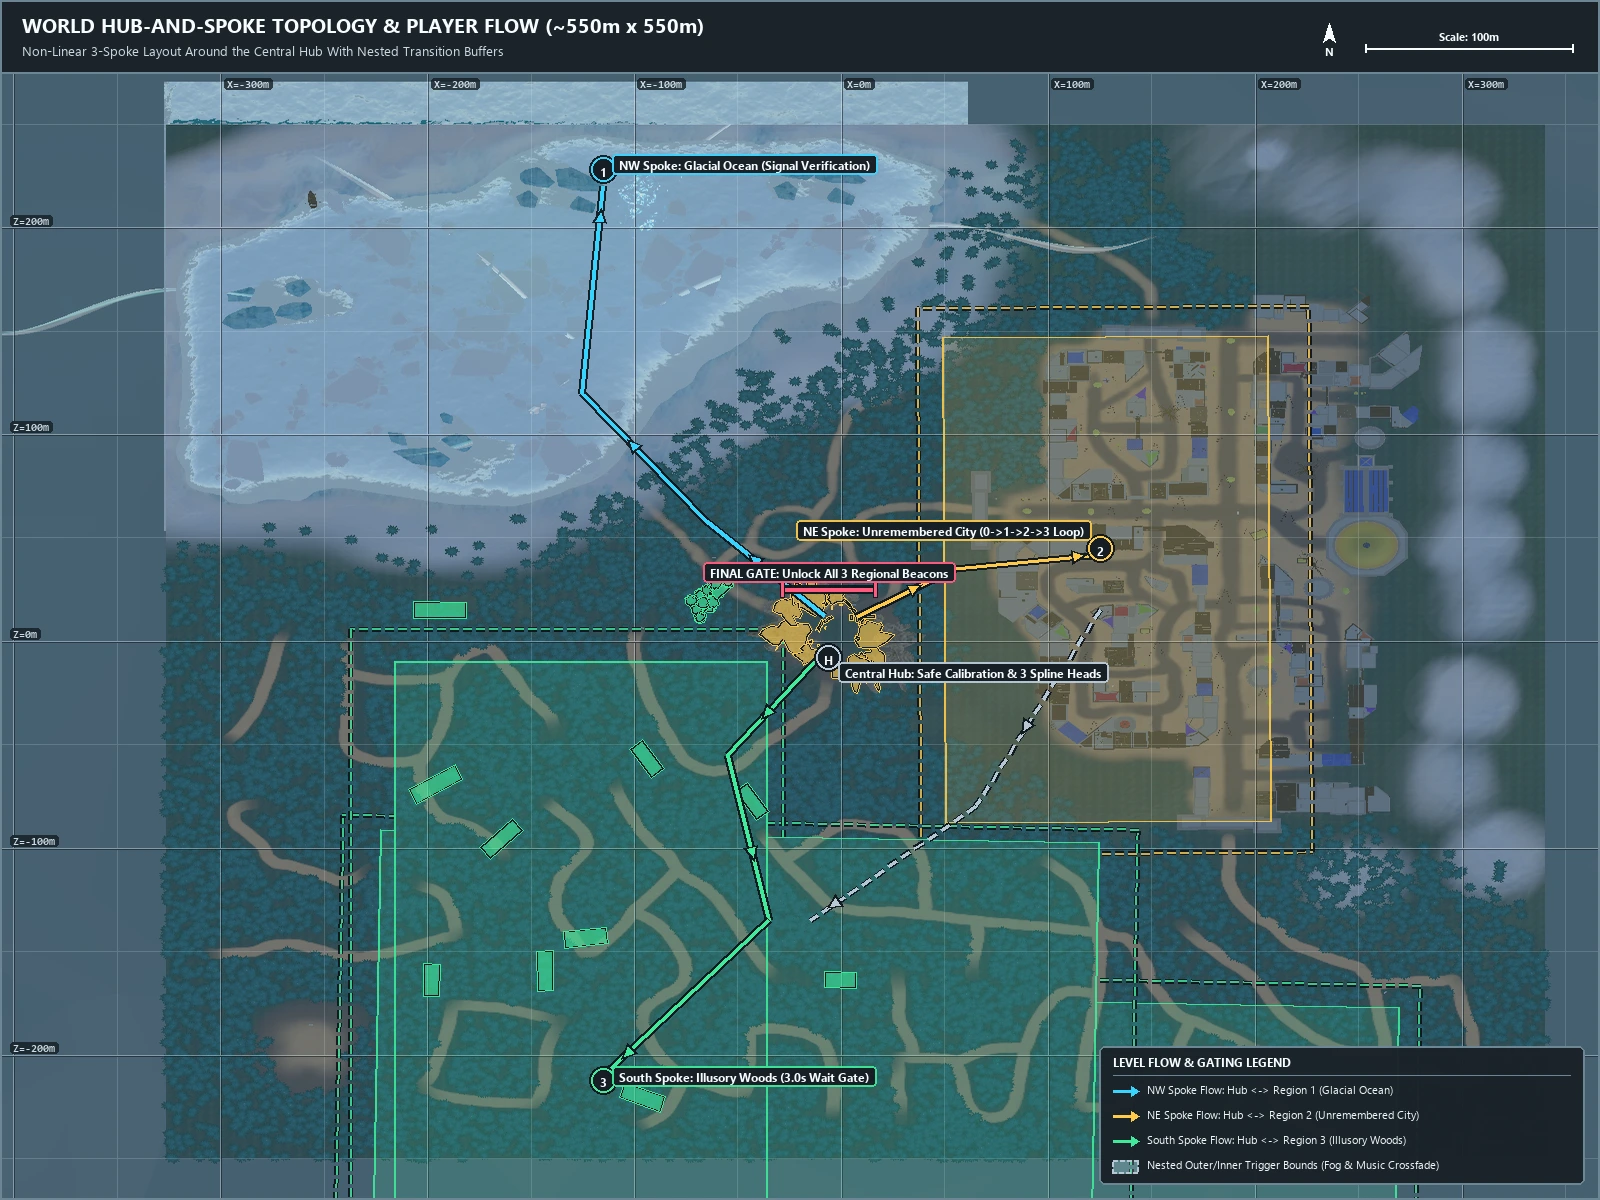 WORLD HUB-AND-SPOKE TOPOLOGY & PLAYER FLOW (~550m x 550m)
Non-Linear 3-Spoke Layout Around the Central Hub With Nested Transition Buffers
N
Scale: 100m
X=-300m
X=-200m
X=-100m
X=0m
X=100m
X=200m
X=300m
1
NW Spoke: Glacial Ocean (Signal Verification)
Z=200m
Z=100m
NE Spoke: Unremembered City (0->1->2->3 Loop)
2
FINAL GATE: Unlock All 3 Regional Beacons
Z=0m
H
Central Hub: Safe Calibration & 3 Spline Heads
Z=-100m
Z=-200m
3
South Spoke: Illusory Woods (3.0s Wait Gate)
LEVEL FLOW & GATING LEGEND
NW Spoke Flow: Hub <-> Region 1 (Glacial Ocean)
NE Spoke Flow: Hub <-> Region 2 (Unremembered City)
South Spoke Flow: Hub <-> Region 3 (Illusory Woods)
Nested Outer/Inner Trigger Bounds (Fog & Music Crossfade)